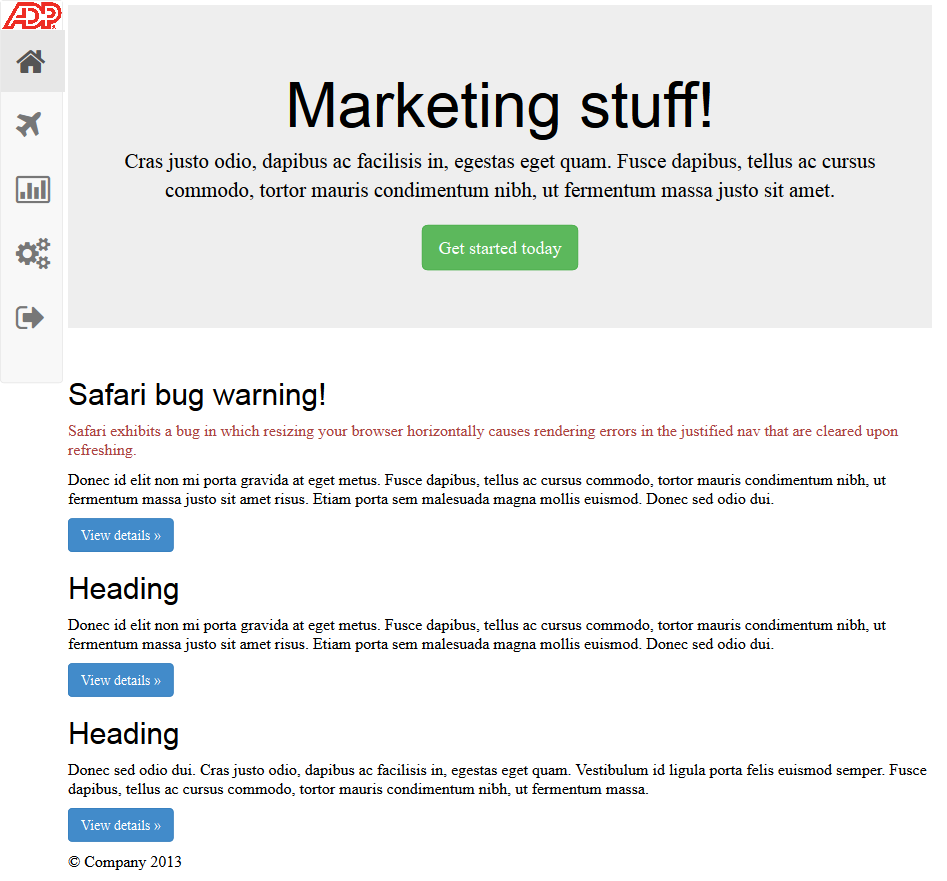 ADP
Marketing stuff!
Cras justo odio, dapibus ac facilisis in, egestas eget quam. Fusce dapibus, tellus ac cursus
commodo, tortor mauris condimentum nibh, ut fermentum massa justo sit amet.
Get started today
Safari bug warning!
Safari exhibits a bug in which resizing your browser horizontally causes rendering errors in the justified nav that are cleared upon
refreshing.
Donec id elit non mi porta gravida at eget metus. Fusce dapibus, tellus ac cursus commodo, tortor mauris condimentum nibh, ut
fermentum massa justo sit amet risus. Etiam porta sem malesuada magna mollis euismod. Donec sed odio dui.
View details »
Heading
Donec id elit non mi porta gravida at eget metus. Fusce dapibus, tellus ac cursus commodo, tortor mauris condimentum nibh, ut
fermentum massa justo sit amet risus. Etiam porta sem malesuada magna mollis euismod. Donec sed odio dui.
View details »
Heading
Donec sed odio dui. Cras justo odio, dapibus ac facilisis in, egestas eget quam. Vestibulum id ligula porta felis euismod semper. Fusce
dapibus, tellus ac cursus commodo, tortor mauris condimentum nibh, ut fermentum massa.
View details »
© Company 2013